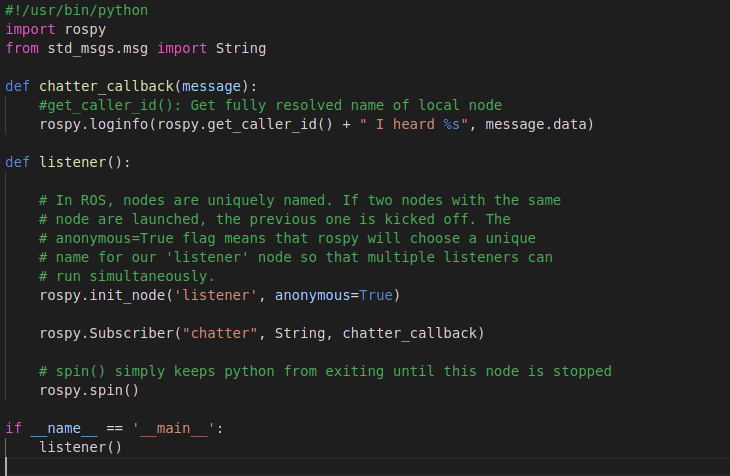 #!/usr/bin/python
import rospy
from std_msgs.msg import String
def chatter_callback(message):
#get_caller_id(): Get fully resolved name of local node
rospy.loginfo(rospy.get_caller_id() + " I heard %s", message.data)
def listener():
# In ROS, nodes are uniquely named. If two nodes with the same
# node are launched, the previous one is kicked off. The
# anonymous=True flag means that rospy will choose a unique
# name for our 'listener' node so that multiple listeners can
# run simultaneously.
rospy.init_node('listener', anonymous=True)
rospy.Subscriber("chatter", String, chatter_callback)
# spin() simply keeps python from exiting until this node is stopped
rospy.spin()
if __name__ == '__main__':
listener()